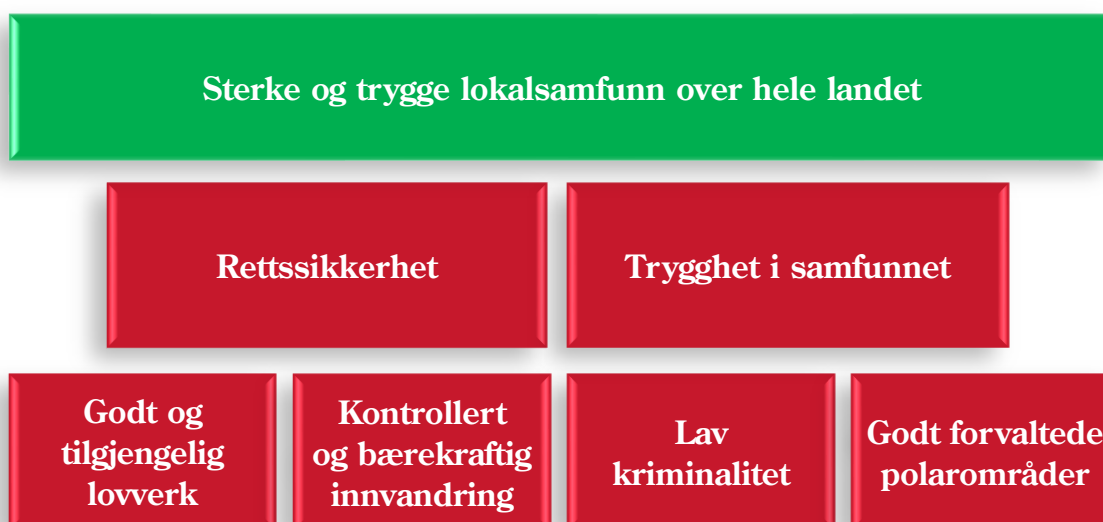 Sterke og trygge lokalsamfunn over hele landet
Rettssikkerhet
Trygghet i samfunnet
Godt og
tilgjengelig
lovverk
Kontrollert
og bærekraftig
innvandring
Lav
kriminalitet
Godt forvaltede
polarområder